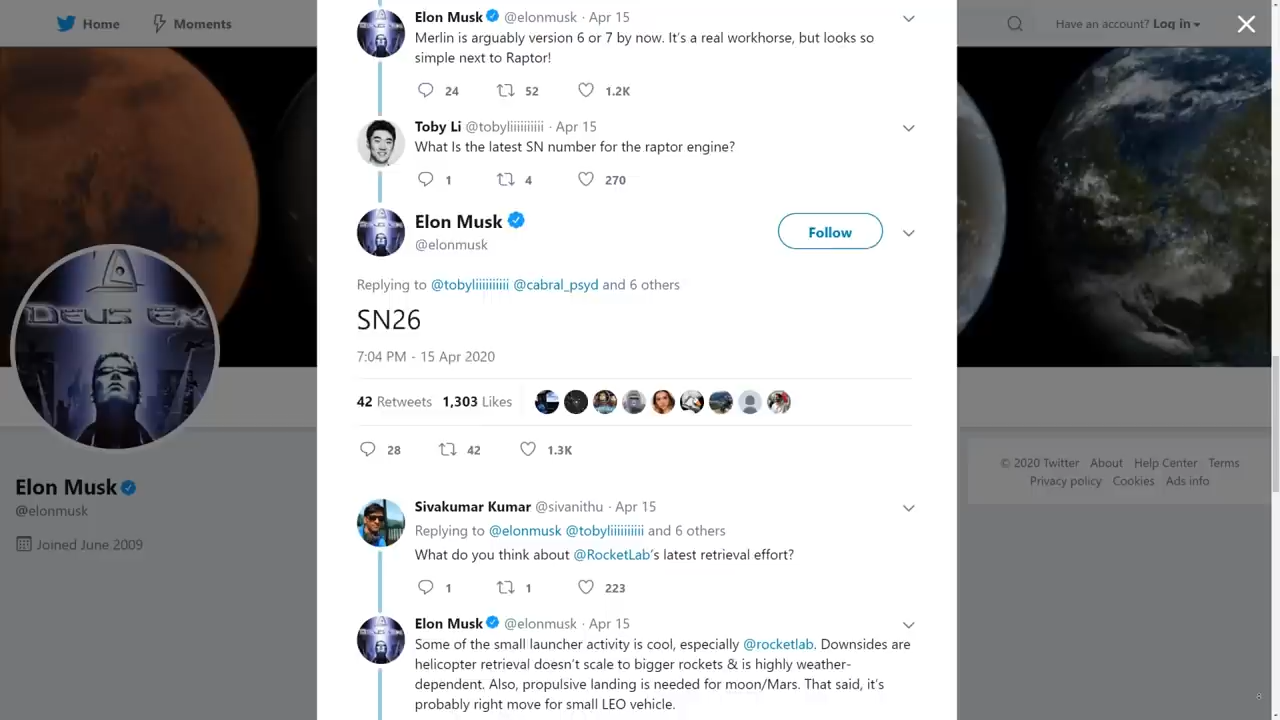 Home
Moments
Have an account? Log in
Elon Musk @elonmusk · Apr 15
Merlin is arguably version 6 or 7 by now. It's a real workhorse, but looks so
simple next to Raptor!
24 52 1.2K
Toby Li @tobyliiiiiiiiii · Apr 15
What Is the latest SN number for the raptor engine?
1 4 270
Elon Musk
@elonmusk
Follow
Replying to @tobyliiiiiiiiii @cabral_psyd and 6 others
SN26
7:04 PM - 15 Apr 2020
42 Retweets 1,303 Likes
28 42 1.3K
Sivakumar Kumar @sivanithu · Apr 15
Replying to @elonmusk @tobyliiiiiiiiii and 6 others
What do you think about @RocketLab's latest retrieval effort?
1 1 223
Elon Musk @elonmusk · Apr 15
Some of the small launcher activity is cool, especially @rocketlab. Downsides are
helicopter retrieval doesn't scale to bigger rockets & is highly weather-
dependent. Also, propulsive landing is needed for moon/Mars. That said, it's
probably right move for small LEO vehicle.
DEUS EX
Elon Musk
@elonmusk
Joined June 2009
© 2020 Twitter About Help Center Terms
Privacy policy Cookies Ads info